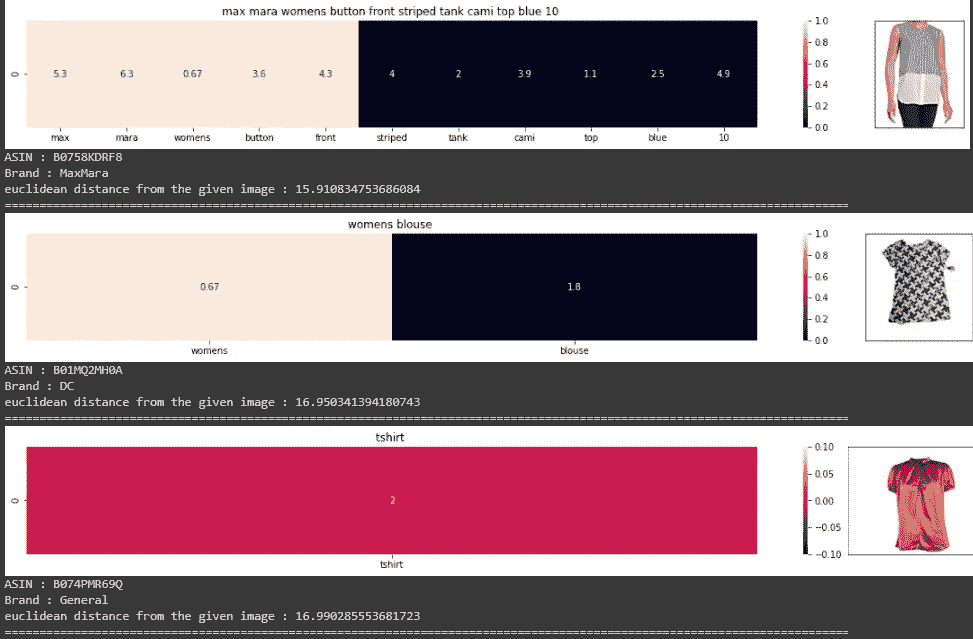 max mara womens button front striped tank cami top blue 10
0
5.3 6.3 0.67 3.6 4.3 4 2 3.9 1.1 2.5 4.9
max mara womens button front striped tank cami top blue 10
1.0
0.8
0.6
0.4
0.2
0.0
ASIN : B0758KDRF8
Brand : MaxMara
euclidean distance from the given image : 15.910834753686084
womens blouse
0
0.67 1.8
womens blouse
1.0
0.8
0.6
0.4
0.2
0.0
ASIN : B01MQ2MH0A
Brand : DC
euclidean distance from the given image : 16.950341394180743
tshirt
0
2
tshirt
0.10
0.05
0.00
−0.05
−0.10
ASIN : B074PMR69Q
Brand : General
euclidean distance from the given image : 16.990285553681723